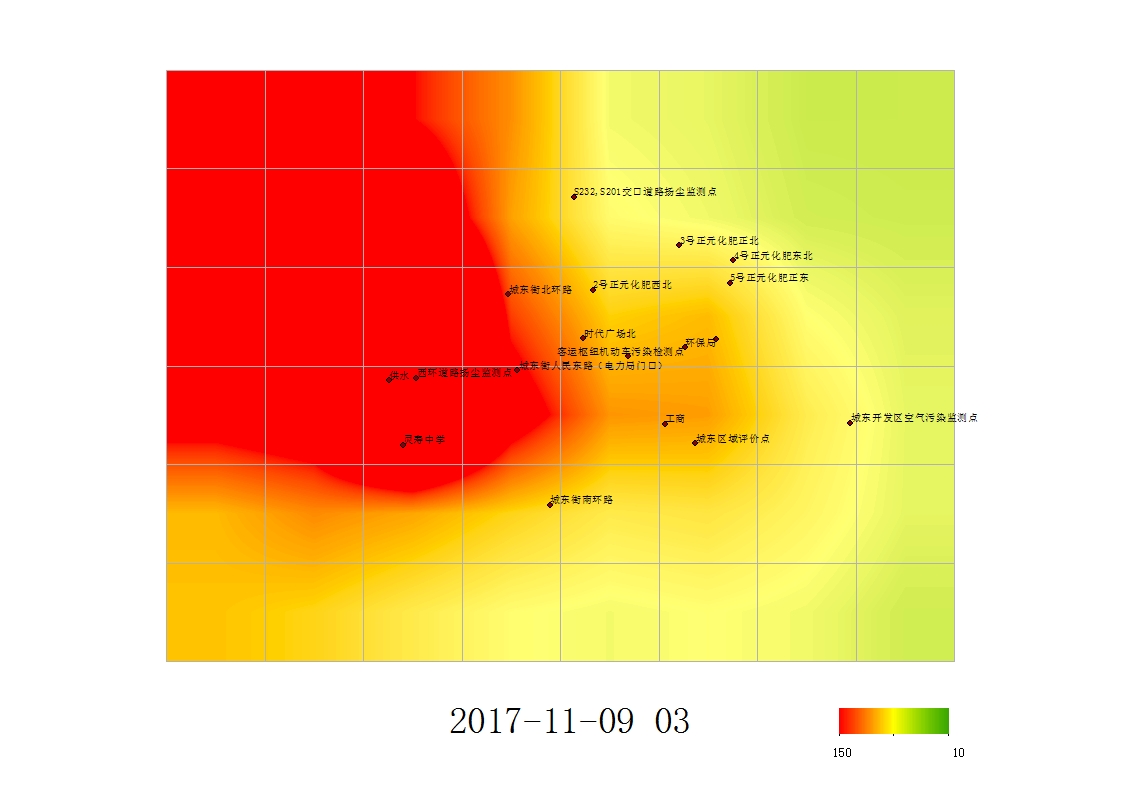 S232,S201交口道路扬尘监测点
3号正元化肥正北
4号正元化肥东北
5号正元化肥正东
2号正元化肥西北
城东街北环路
时代广场北
环保局
客运枢纽机动车污染检测点
城东街人民东路（电力局门口）
西环道路扬尘监测点
洪水
工商
城东开发区空气污染监测点
城东区域评价点
灵寿中学
城东街南环路
2017-11-09 03
150
10